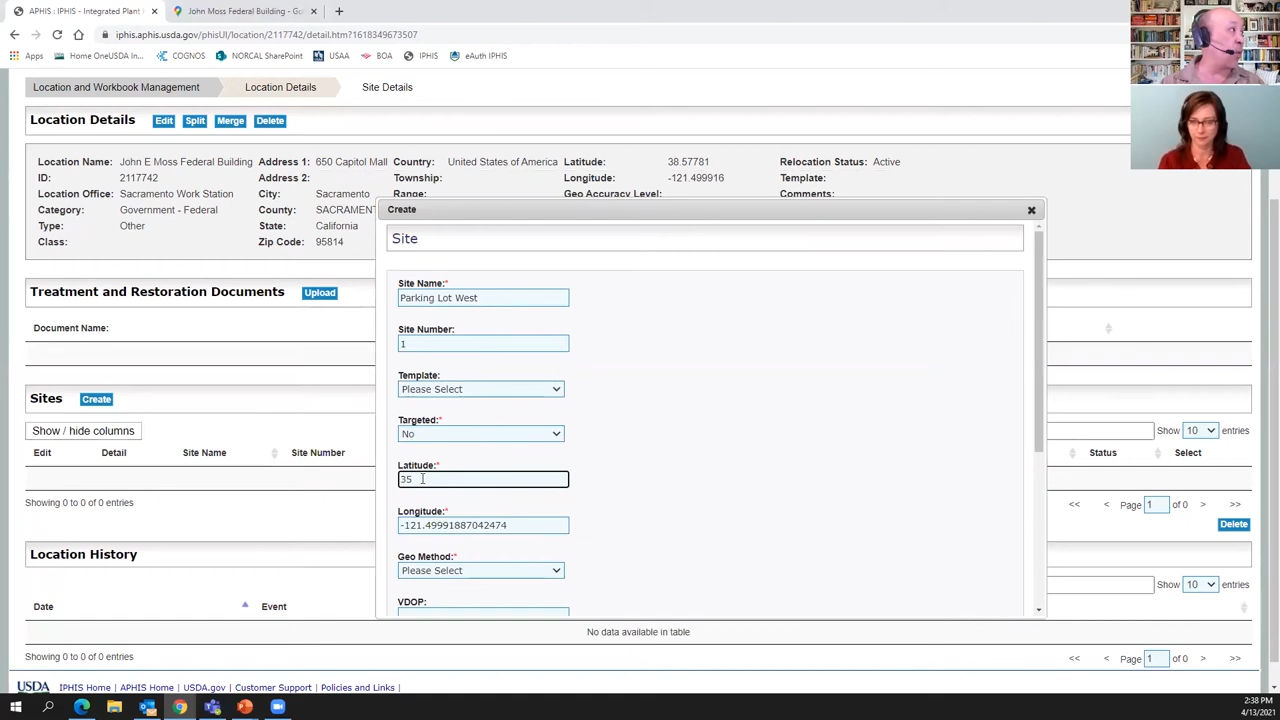 APHIS : IPHIS - Integrated Plant H
John Moss Federal Building - Go
iphis.aphis.usda.gov/phisUI/location/2117742/detail.htm?1618349673507
Apps Home OneUSDA In... COGNOS NORCAL SharePoint USAA BOA IPHIS eAuth IPHIS
Location and Workbook Management Location Details Site Details
Location Details Edit Split Merge Delete
Location Name: John E Moss Federal Building Address 1: 650 Capitol Mall Country: United States of America Latitude: 38.57781 Relocation Status: Active
ID: 2117742 Address 2: Township: Longitude: -121.499916 Template:
Location Office: Sacramento Work Station City: Sacramento Range: Geo Accuracy Level: Comments:
Category: Government - Federal County: SACRAMENT
Type: Other State: California
Class: Zip Code: 95814
Create
Site
Site Name:*
Parking Lot West
Site Number:
1
Template:
Please Select
Targeted:*
No
Latitude:*
35
Longitude:*
-121.49991887042474
Geo Method:*
Please Select
VDOP:
Treatment and Restoration Documents Upload
Document Name:
Sites Create
Show / hide columns Show 10 entries
Edit Detail Site Name Site Number Status Select
Showing 0 to 0 of 0 entries << < Page 1 of 0 > >>
Delete
Location History
Show 10 entries
Date Event
No data available in table
Showing 0 to 0 of 0 entries << < Page 1 of 0 > >>
USDA IPHIS Home | APHIS Home | USDA.gov | Customer Support | Policies and Links |
2:38 PM
4/13/2021